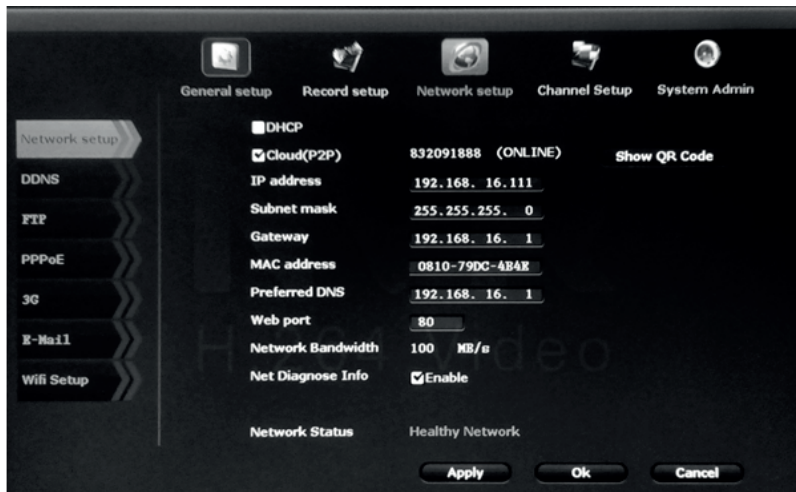 General setup Record setup Network setup Channel Setup System Admin
Network setup
DDNS
FTP
PPPoE
3G
E-Mail
Wifi Setup
DHCP
Cloud(P2P) 832091888 (ONLINE) Show QR Code
IP address 192.168. 16.111
Subnet mask 255.255.255. 0
Gateway 192.168. 16. 1
MAC address 0810-79DC-4B4E
Preferred DNS 192.168. 16. 1
Web port 80
Network Bandwidth 100 MB/s
Net Diagnose Info Enable
H.264 Video
Network Status Healthy Network
Apply Ok Cancel